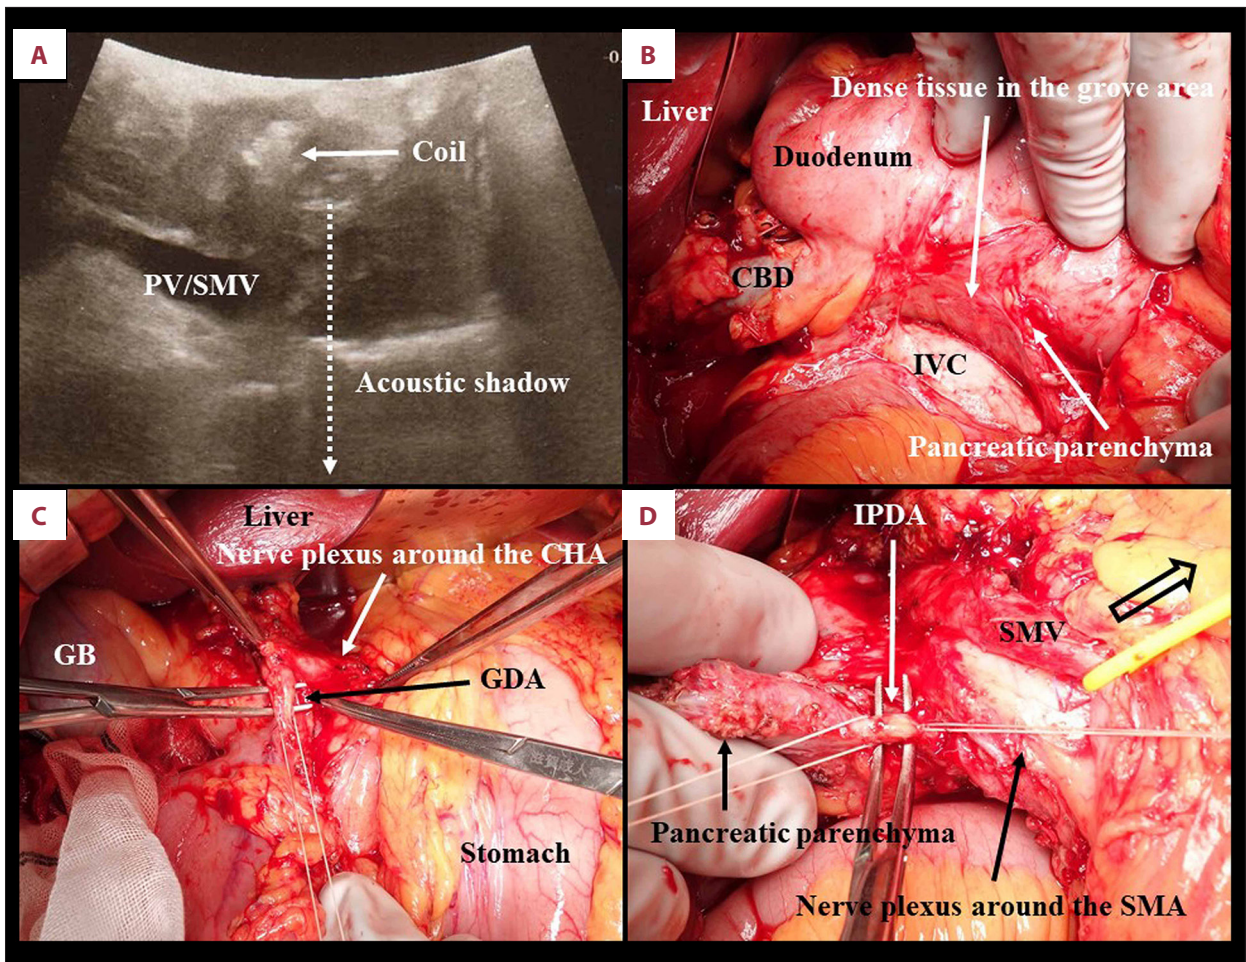 A
Coil
PV/SMV
Acoustic shadow
B
Dense tissue in the grove area
Liver
Duodenum
CBD
IVC
Pancreatic parenchyma
C
Liver
Nerve plexus around the CHA
GB
GDA
Stomach
D
IPDA
SMV
Pancreatic parenchyma
Nerve plexus around the SMA